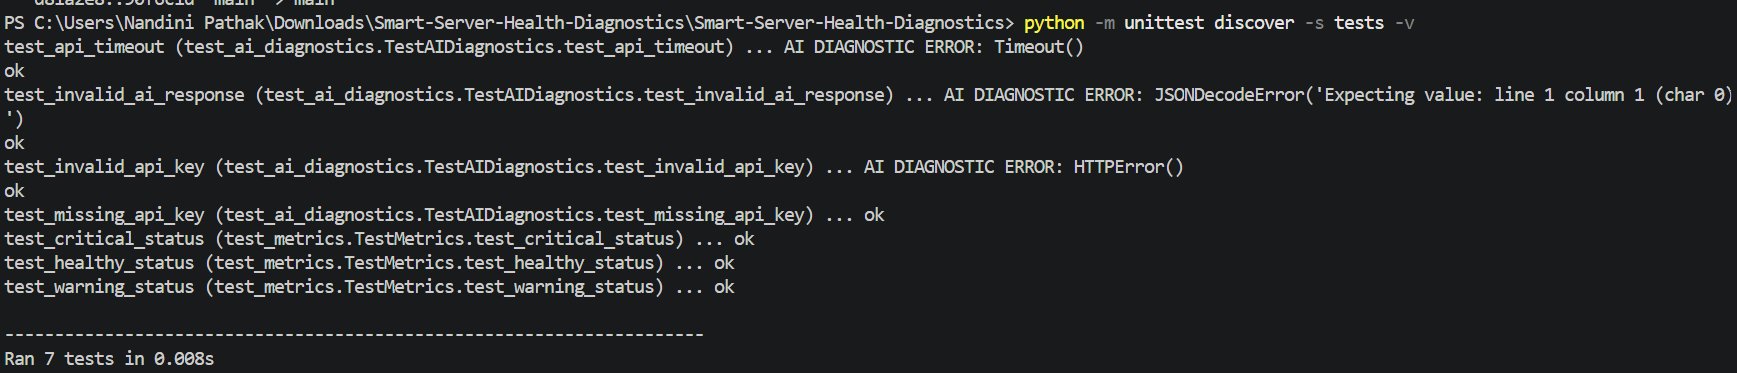 PS C:\Users\Nandini Pathak\Downloads\Smart-Server-Health-Diagnostics\Smart-Server-Health-Diagnostics> python -m unittest discover -s tests -v
test_api_timeout (test_ai_diagnostics.TestAIDiagnostics.test_api_timeout) ... AI DIAGNOSTIC ERROR: Timeout()
ok
test_invalid_ai_response (test_ai_diagnostics.TestAIDiagnostics.test_invalid_ai_response) ... AI DIAGNOSTIC ERROR: JSONDecodeError('Expecting value: line 1 column 1 (char 0)
')
ok
test_invalid_api_key (test_ai_diagnostics.TestAIDiagnostics.test_invalid_api_key) ... AI DIAGNOSTIC ERROR: HTTPError()
ok
test_missing_api_key (test_ai_diagnostics.TestAIDiagnostics.test_missing_api_key) ... ok
test_critical_status (test_metrics.TestMetrics.test_critical_status) ... ok
test_healthy_status (test_metrics.TestMetrics.test_healthy_status) ... ok
test_warning_status (test_metrics.TestMetrics.test_warning_status) ... ok
----------------------------------------------------------------------
Ran 7 tests in 0.008s